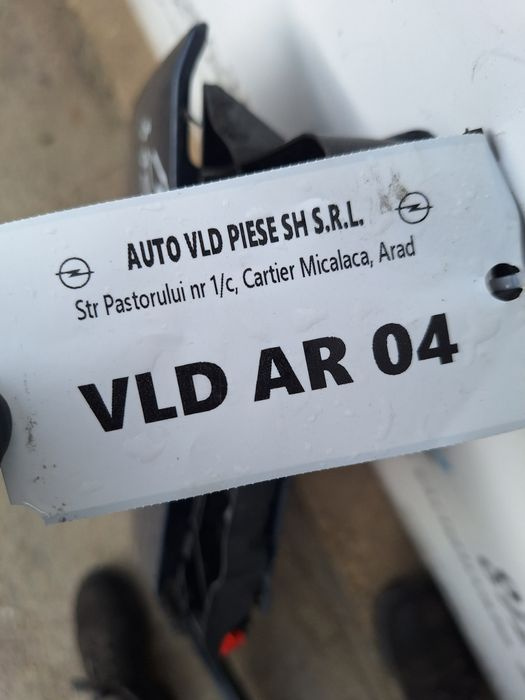 AUTO VLD PIESE SH S.R.L.
Str Pastorului nr 1/c, Cartier Micalaca, Arad
VLD AR 04